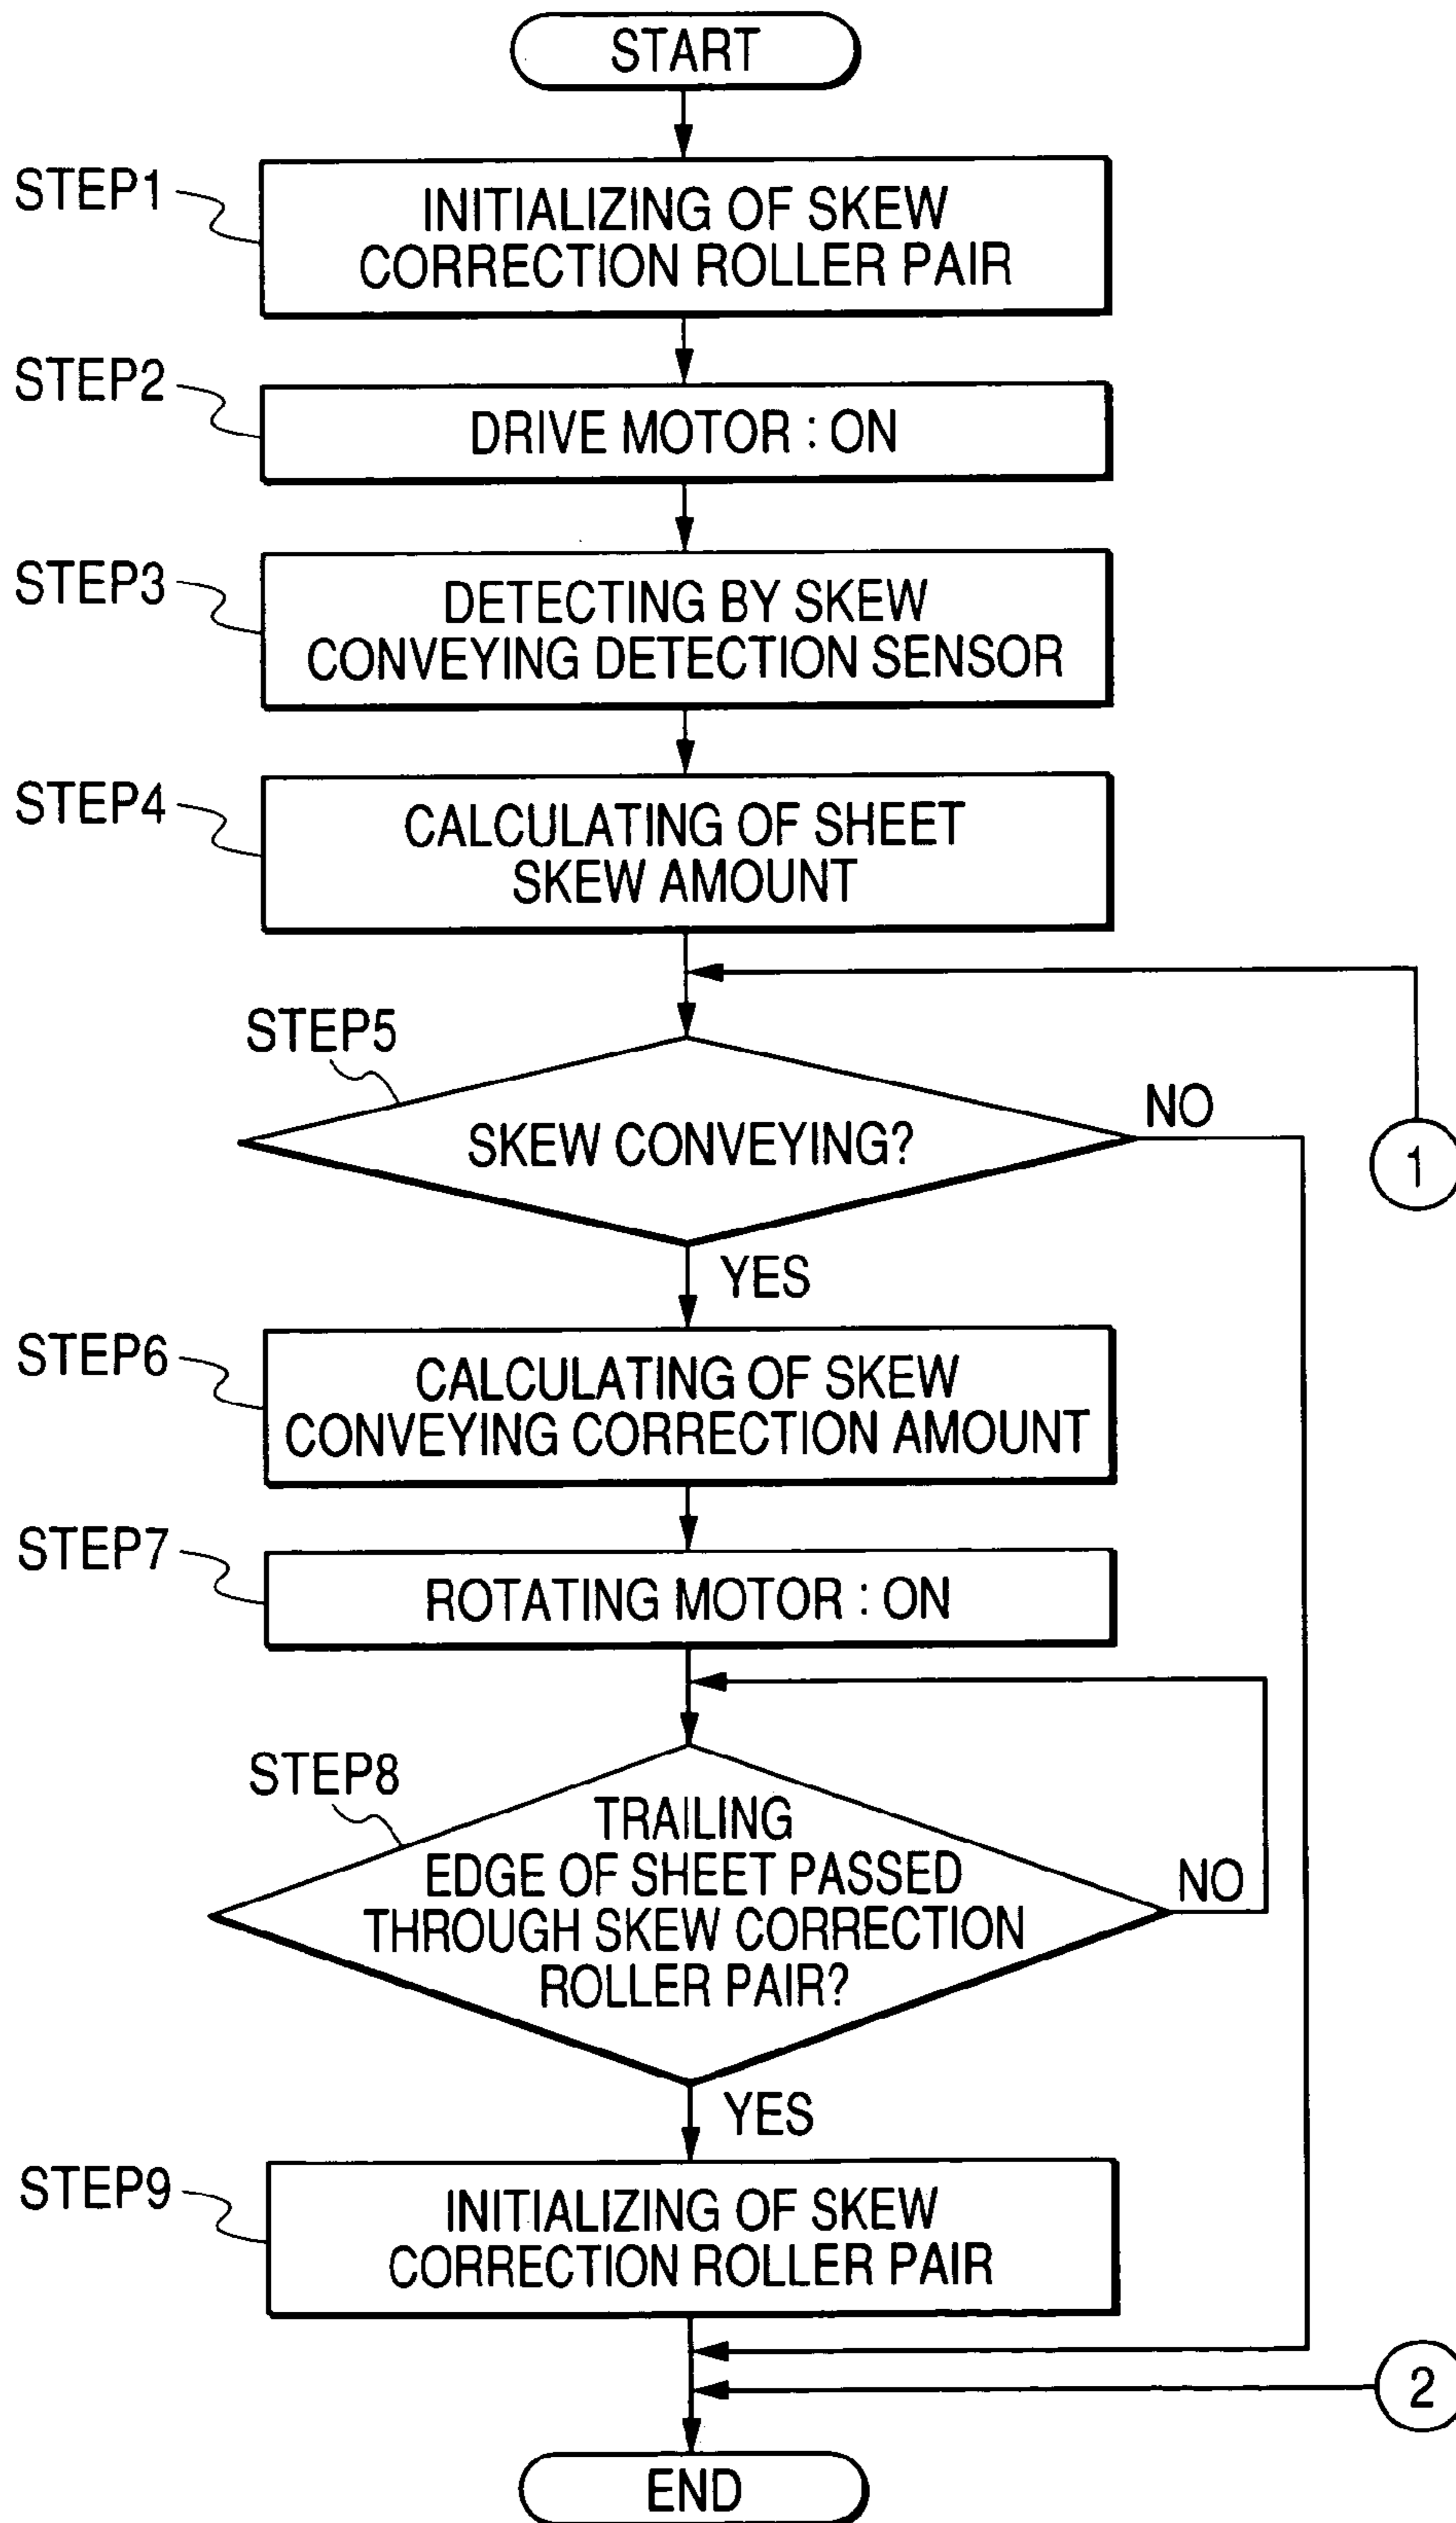 START
STEP1
INITIALIZING OF SKEW
CORRECTION ROLLER PAIR
STEP2
DRIVE MOTOR : ON
STEP3
DETECTING BY SKEW
CONVEYING DETECTION SENSOR
STEP4
CALCULATING OF SHEET
SKEW AMOUNT
STEP5
SKEW CONVEYING?
NO
1
YES
STEP6
CALCULATING OF SKEW
CONVEYING CORRECTION AMOUNT
STEP7
ROTATING MOTOR : ON
STEP8
TRAILING
EDGE OF SHEET PASSED
THROUGH SKEW CORRECTION
ROLLER PAIR?
NO
YES
STEP9
INITIALIZING OF SKEW
CORRECTION ROLLER PAIR
2
END